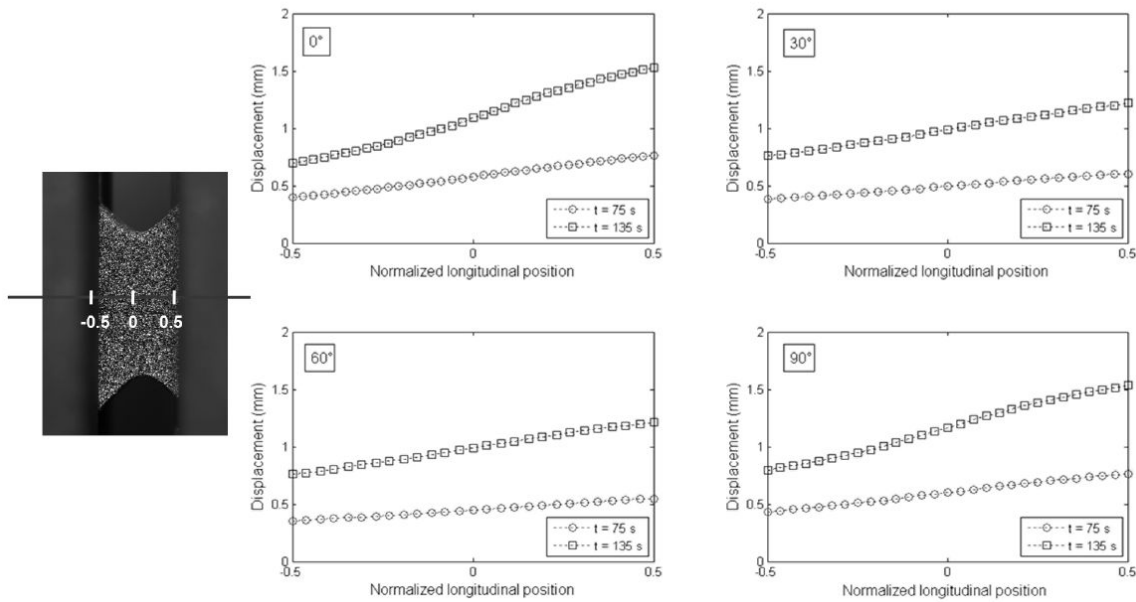 -0.5 0 0.5
0°
2
1.5
1
0.5
0
Displacement (mm)
t = 75 s
t = 135 s
-0.5 0 0.5
Normalized longitudinal position
30°
2
1.5
1
0.5
0
Displacement (mm)
t = 75 s
t = 135 s
-0.5 0 0.5
Normalized longitudinal position
60°
2
1.5
1
0.5
0
Displacement (mm)
t = 75 s
t = 135 s
-0.5 0 0.5
Normalized longitudinal position
90°
2
1.5
1
0.5
0
Displacement (mm)
t = 75 s
t = 135 s
-0.5 0 0.5
Normalized longitudinal position